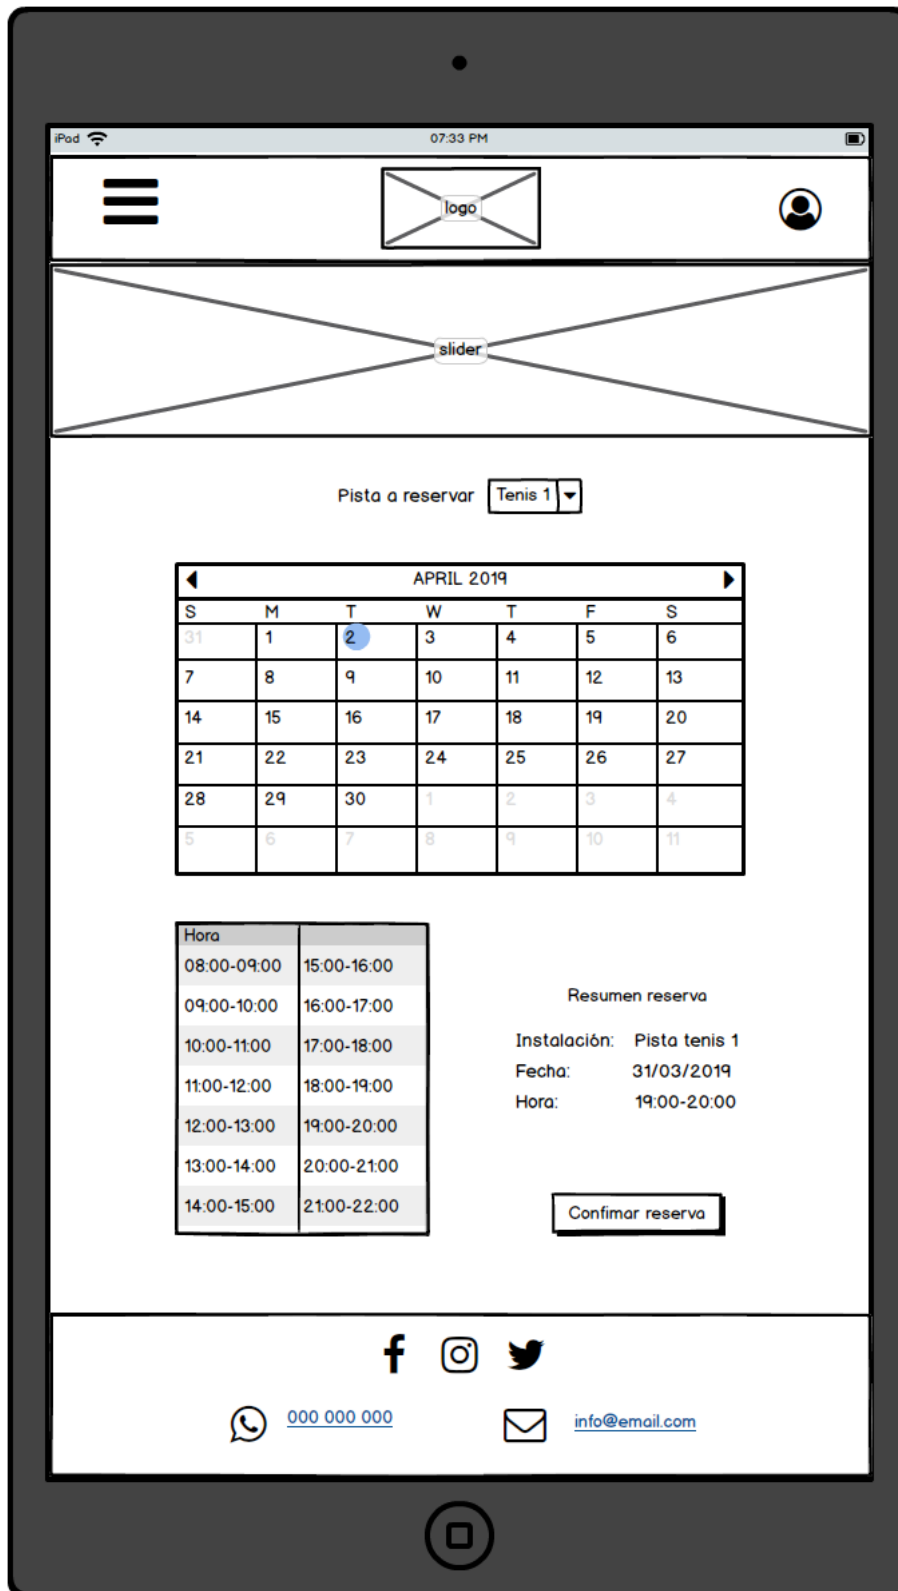 iPad 07:33 PM
logo
slider
Pista a reservar Tenis 1
APRIL 2019
S M T W T F S
31 1 2 3 4 5 6
7 8 9 10 11 12 13
14 15 16 17 18 19 20
21 22 23 24 25 26 27
28 29 30 1 2 3 4
5 6 7 8 9 10 11
Hora
08:00-09:00 15:00-16:00
09:00-10:00 16:00-17:00
10:00-11:00 17:00-18:00
11:00-12:00 18:00-19:00
12:00-13:00 19:00-20:00
13:00-14:00 20:00-21:00
14:00-15:00 21:00-22:00
Resumen reserva
Instalación: Pista tenis 1
Fecha: 31/03/2019
Hora: 19:00-20:00
Confimar reserva
000 000 000 info@email.com